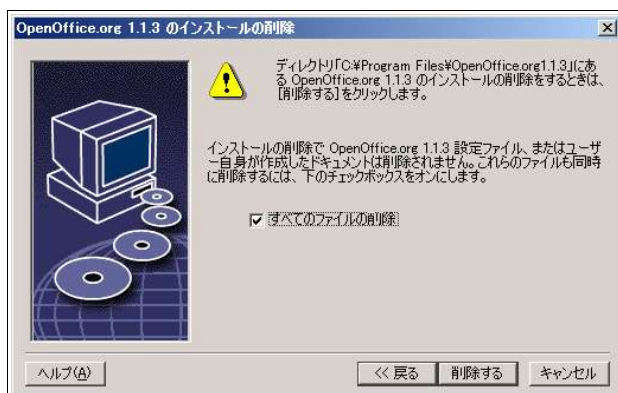 OpenOffice.org 1.1.3 のインストールの削除
ディレクトリ「C:¥Program Files¥OpenOffice.org1.1.3」にあ
る OpenOffice.org 1.1.3 のインストールの削除をするときは、
[削除する]をクリックします。
インストールの削除で OpenOffice.org 1.1.3 設定ファイル、またはユーザ
ー自身が作成したドキュメントは削除されません。これらのファイルも同時
に削除するには、下のチェックボックスをオンにします。
すべてのファイルの削除
ヘルプ(A)
<< 戻る
削除する
キャンセル